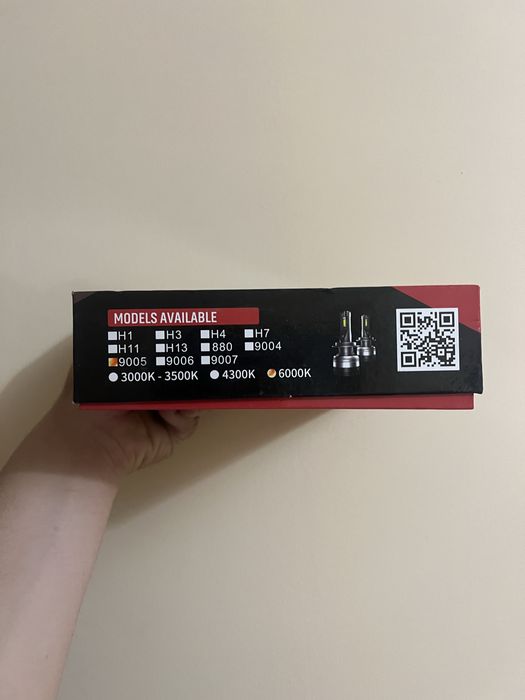 MODELS AVAILABLE
H1 H3 H4 H7
H11 H13 880 9004
9005 9006 9007
3000K - 3500K 4300K 6000K